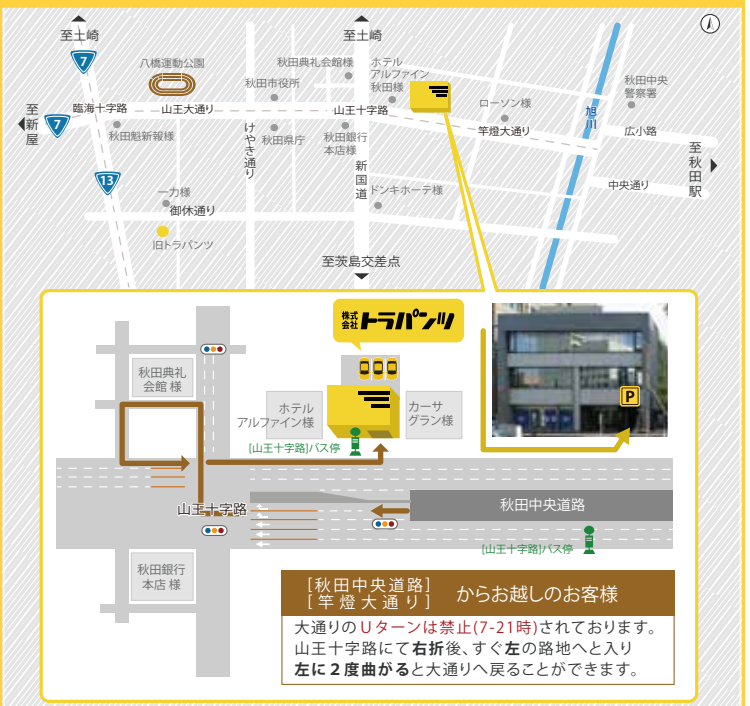 至土崎
至土崎
7
八橋運動公園
秋田市役所
秋田典礼会館様
ホテル
アルファイン
秋田様
秋田中央
警察署
至新屋
7
臨海十字路
山王大通り
山王十字路
ローソン様
旭川
広小路
秋田魁新報様
けやき通り
秋田県庁
秋田銀行
本店様
竿燈大通り
至秋田駅
13
新国道
中央通り
一力様
ドンキホーテ様
御休通り
旧トラパンツ
至茨島交差点
株式
会社
トラパンツ
秋田典礼
会館 様
ホテル
アルファイン様
カーサ
グラン様
P
[山王十字路]バス停
山王十字路
秋田中央道路
[山王十字路]バス停
秋田銀行
本店 様
[秋田中央道路]
[竿燈大通り]
からお越しのお客様
大通りのUターンは禁止(7-21時)されております。
山王十字路にて右折後、すぐ左の路地へと入り
左に2度曲がると大通りへ戻ることができます。